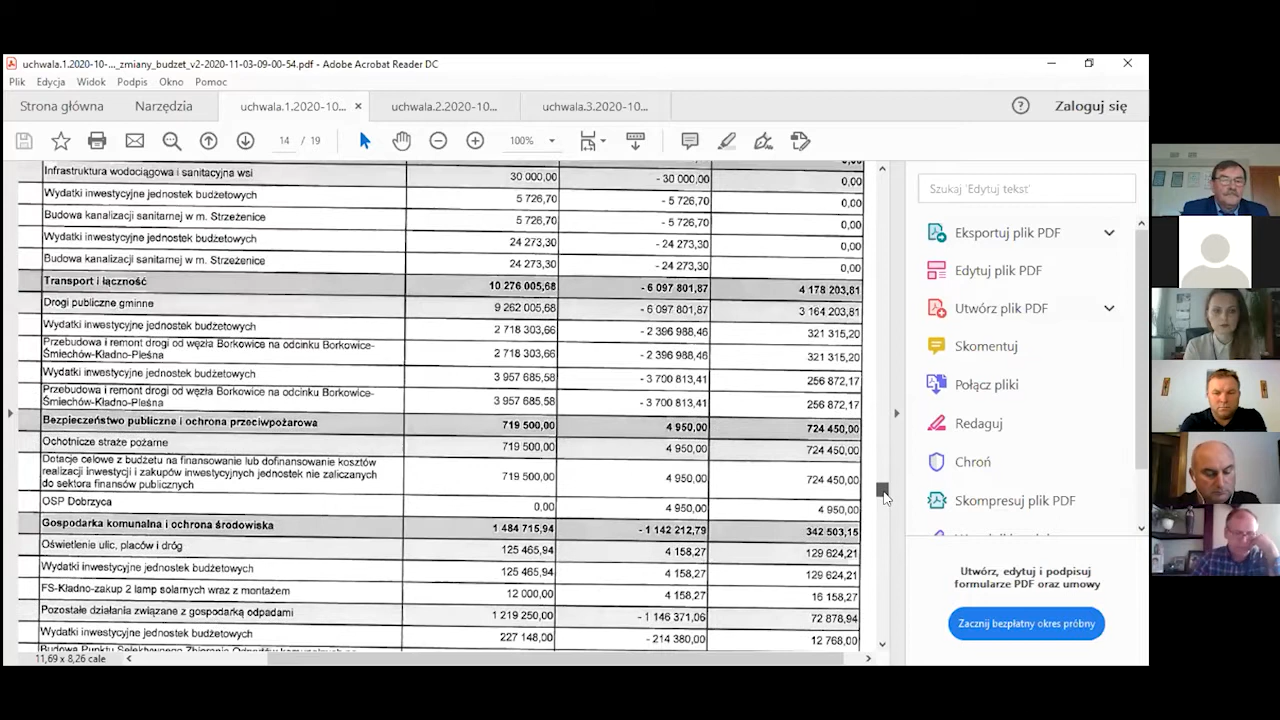 uchwala.1.2020-10-..._zmiany_budzet_v2-2020-11-03-09-00-54.pdf - Adobe Acrobat Reader DC
Plik Edycja Widok Podpis Okno Pomoc
Strona główna Narzędzia uchwala.1.2020-10... × uchwala.2.2020-10... uchwala.3.2020-10... Zaloguj się
14 / 19 100%
0,00
Infrastruktura wodociągowa i sanitacyjna wsi 30 000,00 - 30 000,00 0,00
Wydatki inwestycyjne jednostek budżetowych 5 726,70 - 5 726,70 0,00
Budowa kanalizacji sanitarnej w m. Strzeżenice 5 726,70 - 5 726,70 0,00
Wydatki inwestycyjne jednostek budżetowych 24 273,30 - 24 273,30 0,00
Budowa kanalizacji sanitarnej w m. Strzeżenice 24 273,30 - 24 273,30 0,00
Transport i łączność 10 276 005,68 - 6 097 801,87 4 178 203,81
Drogi publiczne gminne 9 262 005,68 - 6 097 801,87 3 164 203,81
Wydatki inwestycyjne jednostek budżetowych 2 718 303,66 - 2 396 988,46 321 315,20
Przebudowa i remont drogi od węzła Borkowice na odcinku Borkowice-
Śmiechów-Kładno-Pleśna 2 718 303,66 - 2 396 988,46 321 315,20
Wydatki inwestycyjne jednostek budżetowych 3 957 685,58 - 3 700 813,41 256 872,17
Przebudowa i remont drogi od węzła Borkowice na odcinku Borkowice-
Śmiechów-Kładno-Pleśna 3 957 685,58 - 3 700 813,41 256 872,17
Bezpieczeństwo publiczne i ochrona przeciwpożarowa 719 500,00 4 950,00 724 450,00
Ochotnicze straże pożarne 719 500,00 4 950,00 724 450,00
Dotacje celowe z budżetu na finansowanie lub dofinansowanie kosztów
realizacji inwestycji i zakupów inwestycyjnych jednostek nie zaliczanych
do sektora finansów publicznych 719 500,00 4 950,00 724 450,00
OSP Dobrzyca 0,00 4 950,00 4 950,00
Gospodarka komunalna i ochrona środowiska 1 484 715,94 - 1 142 212,79 342 503,15
Oświetlenie ulic, placów i dróg 125 465,94 4 158,27 129 624,21
Wydatki inwestycyjne jednostek budżetowych 125 465,94 4 158,27 129 624,21
FS-Kładno-zakup 2 lamp solarnych wraz z montażem 12 000,00 4 158,27 16 158,27
Pozostałe działania związane z gospodarką odpadami 1 219 250,00 - 1 146 371,06 72 878,94
Wydatki inwestycyjne jednostek budżetowych 227 148,00 - 214 380,00 12 768,00
11,69 x 8,26 cale
Szukaj 'Edytuj tekst'
Eksportuj plik PDF
Edytuj plik PDF
Utwórz plik PDF
Skomentuj
Połącz pliki
Redaguj
Chroń
Skompresuj plik PDF
Utwórz, edytuj i podpisuj
formularze PDF oraz umowy
Zacznij bezpłatny okres próbny